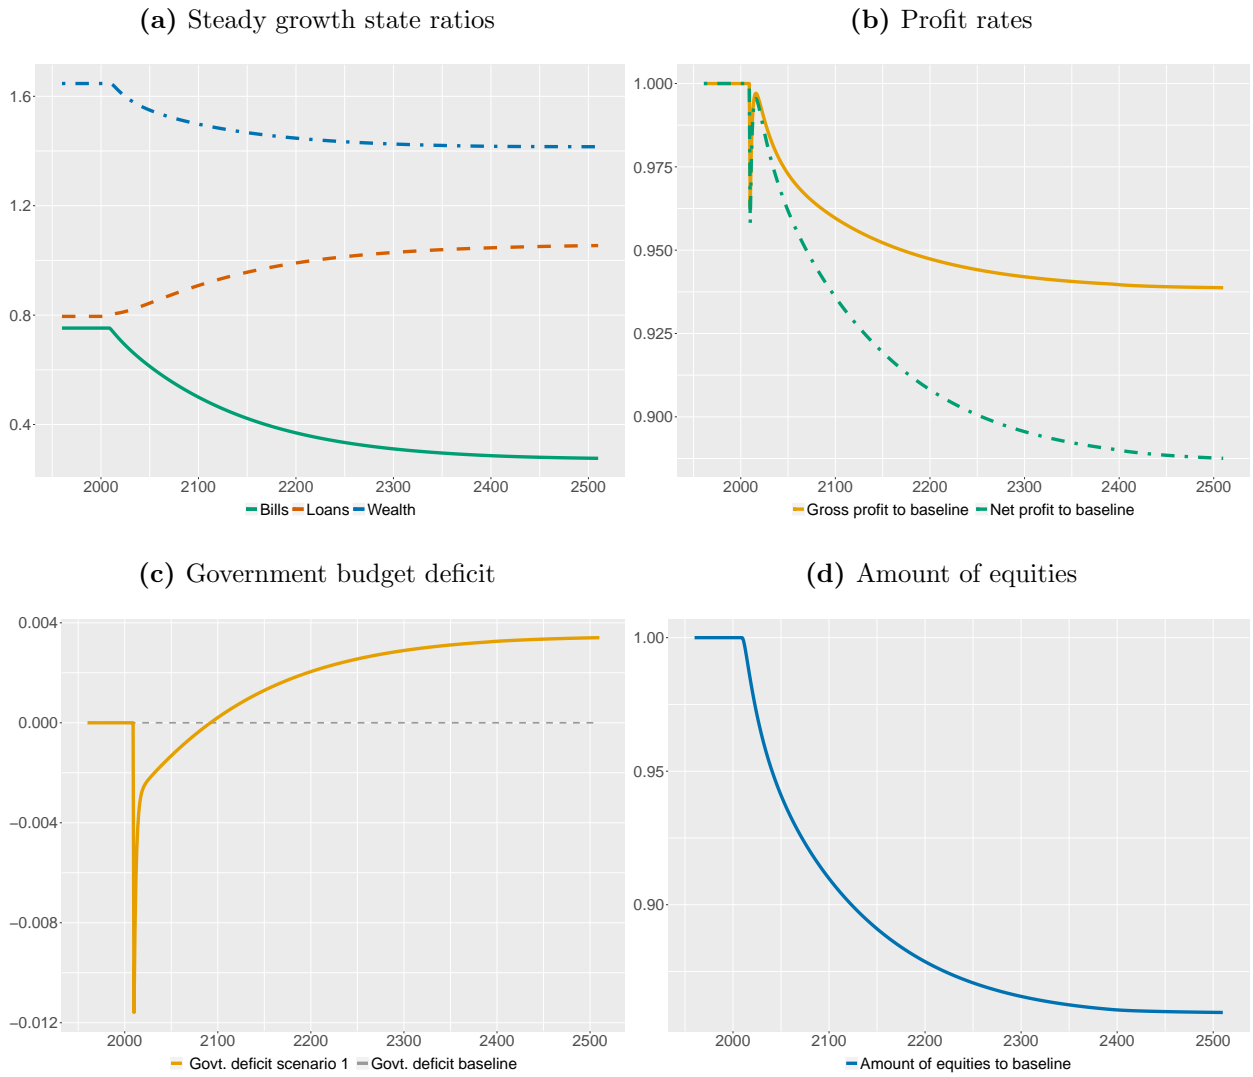 (a) Steady growth state ratios
1.6
1.2
0.8
0.4
2000 2100 2200 2300 2400 2500
Bills Loans Wealth
(b) Profit rates
1.000
0.975
0.950
0.925
0.900
2000 2100 2200 2300 2400 2500
Gross profit to baseline Net profit to baseline
(c) Government budget deficit
0.004
0.000
−0.004
−0.008
−0.012
2000 2100 2200 2300 2400 2500
Govt. deficit scenario 1 Govt. deficit baseline
(d) Amount of equities
1.00
0.95
0.90
2000 2100 2200 2300 2400 2500
Amount of equities to baseline